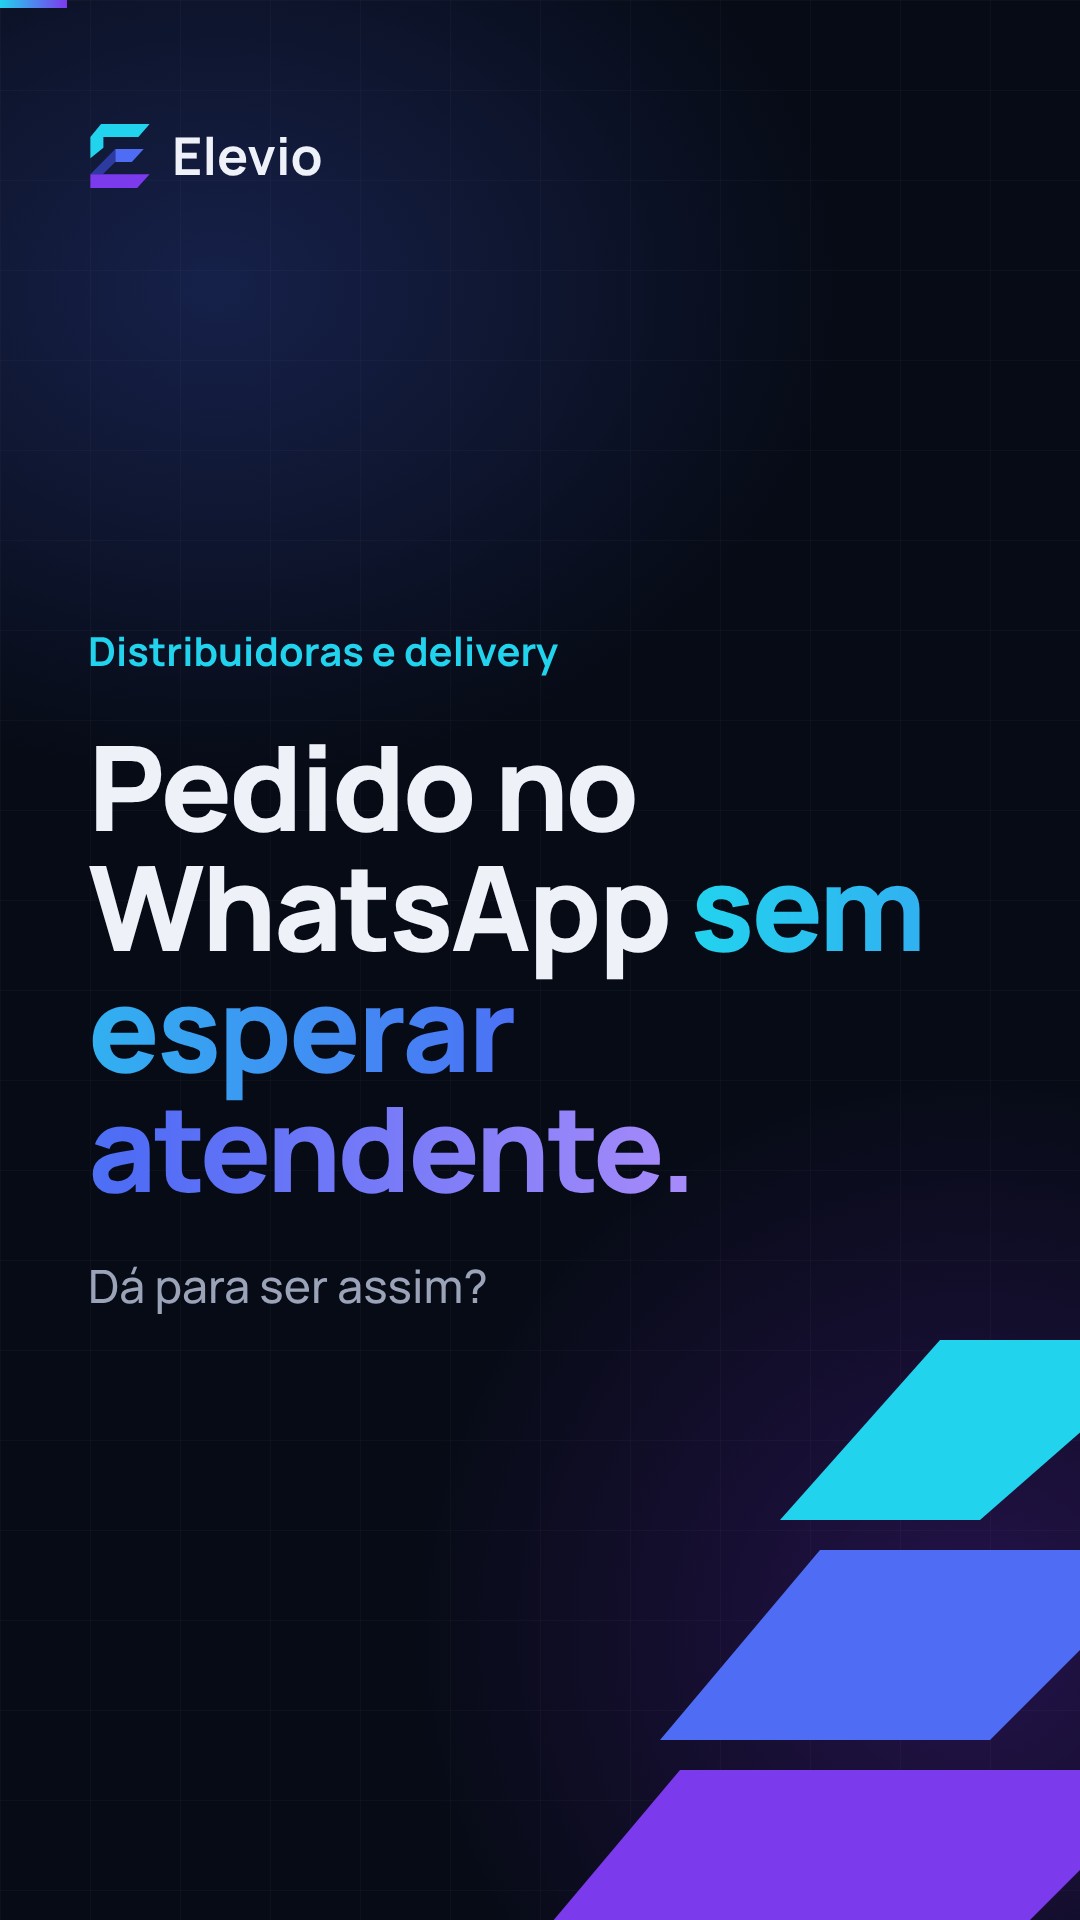 Elevio
Distribuidoras e delivery
Pedido no
WhatsApp sem
esperar
atendente.
Dá para ser assim?